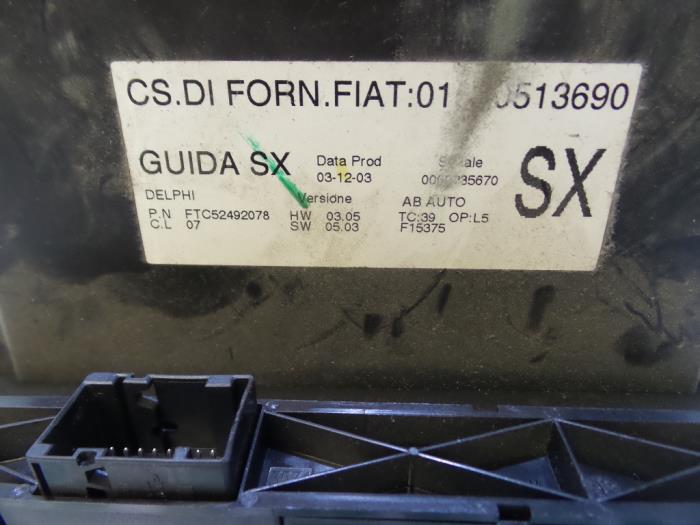 CS.DI FORN.FIAT:01 0513690
GUIDA SX Data Prod SX
03-12-03
DELPHI Versione AB AUTO
P.N FTC52492078 HW 03.05 TC:39 OP:L5
C.L 07 SW 05.03 F15375